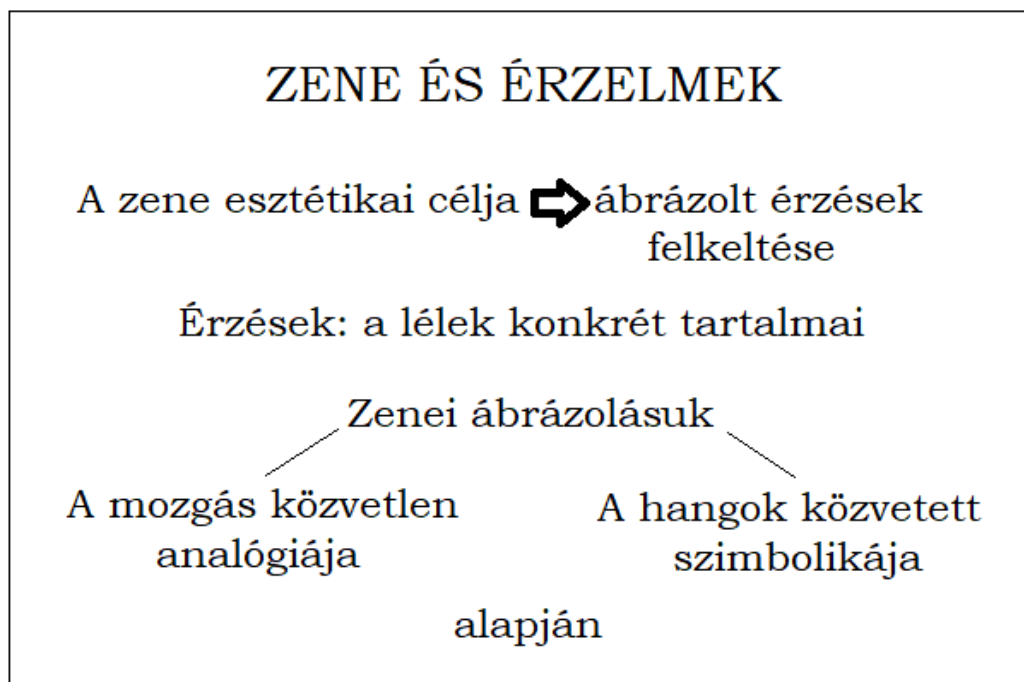 ZENE ÉS ÉRZELMEK
A zene esztétikai célja ábrázolt érzések
felkeltése
Érzések: a lélek konkrét tartalmai
Zenei ábrázolásuk
A mozgás közvetlen
analógiája
A hangok közvetett
szimbolikája
alapján